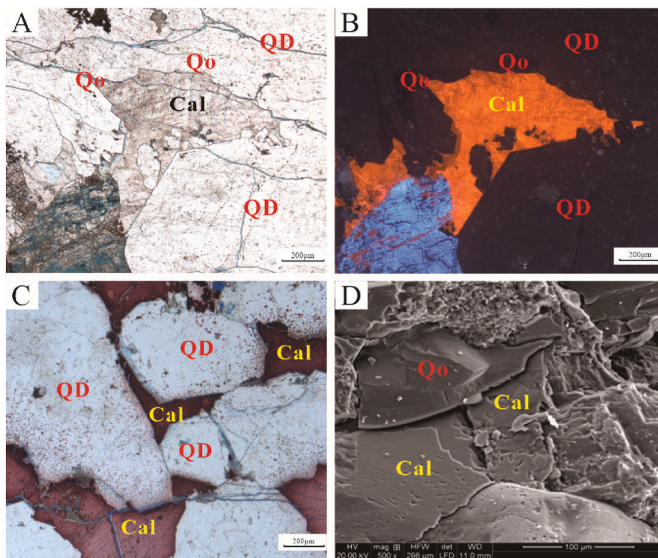 A
QD
Qo
Qo
Cal
QD
200μm
B
QD
Qo
Qo
Cal
QD
200μm
C
QD
Cal
QD
Cal
QD
Cal
200μm
D
Qo
Cal
Cal
HV mag ⊞ HFW det WD
20.00 kV 500 x 298 μm LFD 11.0 mm
100 μm